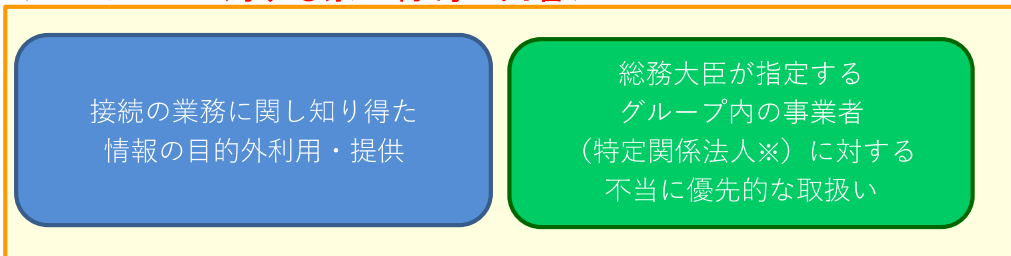 接続の業務に関し知り得た
情報の目的外利用・提供
総務大臣が指定する
グループ内の事業者
（特定関係法人※）に対する
不当に優先的な取扱い